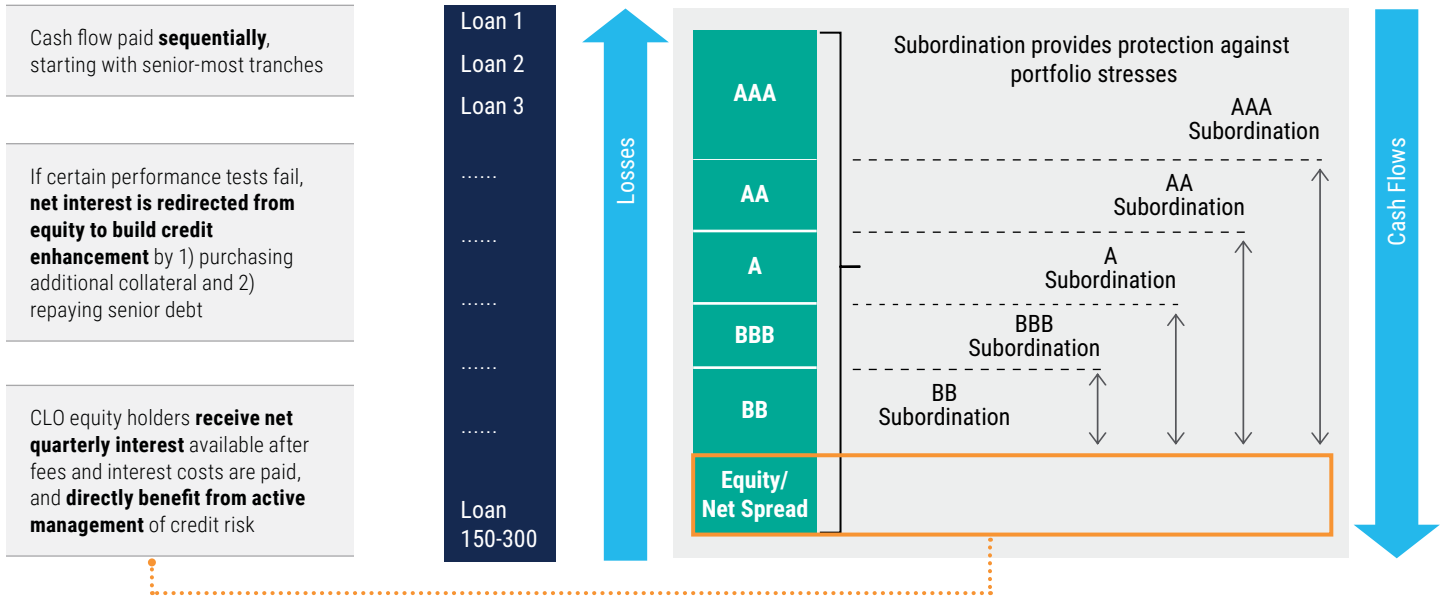 Cash flow paid sequentially,
starting with senior-most tranches
If certain performance tests fail,
net interest is redirected from
equity to build credit
enhancement by 1) purchasing
additional collateral and 2)
repaying senior debt
CLO equity holders receive net
quarterly interest available after
fees and interest costs are paid,
and directly benefit from active
management of credit risk
Loan 1
Loan 2
Loan 3
......
......
......
......
......
Loan
150-300
Losses
AAA
AA
A
BBB
BB
Equity/
Net Spread
Subordination provides protection against
portfolio stresses
AAA
Subordination
AA
Subordination
A
Subordination
BBB
Subordination
BB
Subordination
Cash Flows